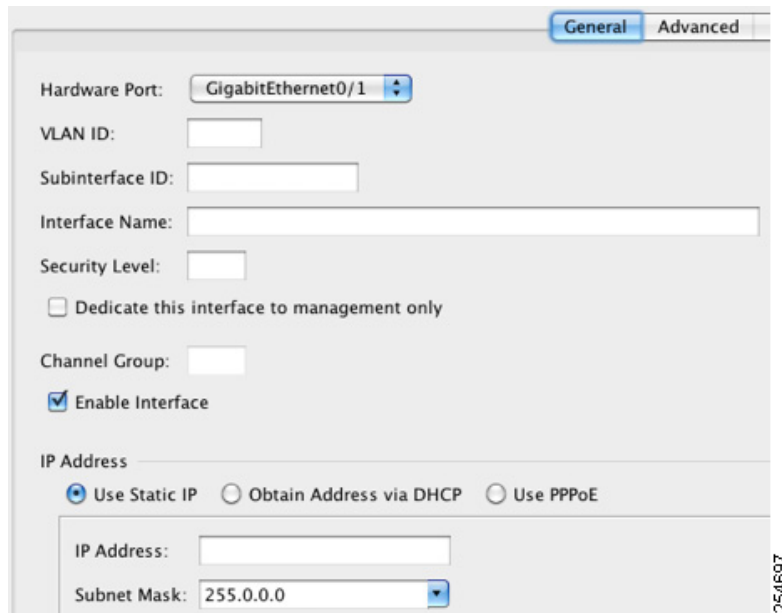 General Advanced
Hardware Port: GigabitEthernet0/1
VLAN ID:
Subinterface ID:
Interface Name:
Security Level:
Dedicate this interface to management only
Channel Group:
Enable Interface
IP Address
Use Static IP Obtain Address via DHCP Use PPPoE
IP Address:
Subnet Mask: 255.0.0.0